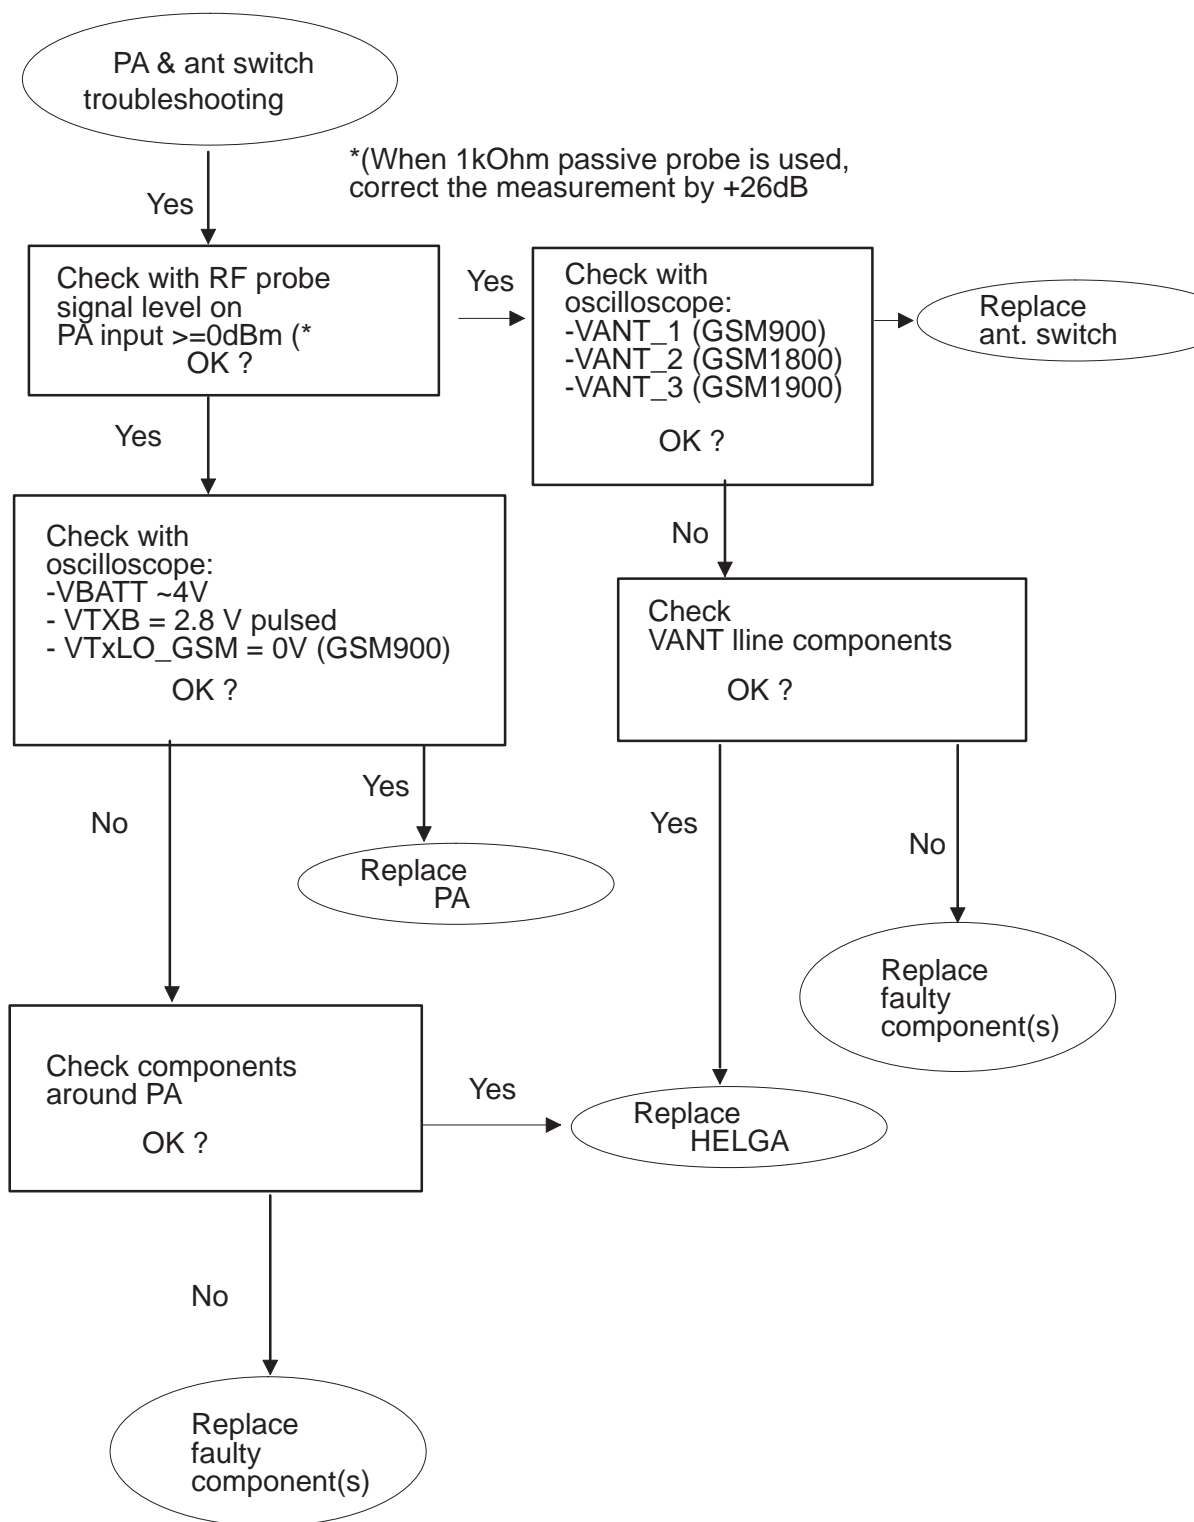 PA & ant switch
troubleshooting
*(When 1kOhm passive probe is used,
correct the measurement by +26dB
Yes
Check with RF probe
signal level on
PA input >=0dBm (*
OK ?
Yes
Check with
oscilloscope:
-VANT_1 (GSM900)
-VANT_2 (GSM1800)
-VANT_3 (GSM1900)
OK ?
Replace
ant. switch
Yes
No
Check with
oscilloscope:
-VBATT ~4V
- VTXB = 2.8 V pulsed
- VTxLO_GSM = 0V (GSM900)
OK ?
Check
VANT lline components
OK ?
No
Yes
Yes
No
Replace
PA
Replace
faulty
component(s)
Check components
around PA
OK ?
Yes
Replace
HELGA
No
Replace
faulty
component(s)